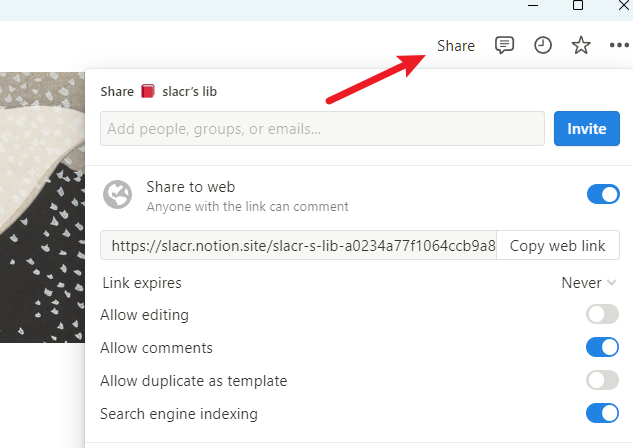 Share
Share slacr's lib
Add people, groups, or emails...
Invite
Share to web
Anyone with the link can comment
https://slacr.notion.site/slacr-s-lib-a0234a77f1064ccb9a8
Copy web link
Link expires
Never
Allow editing
Allow comments
Allow duplicate as template
Search engine indexing